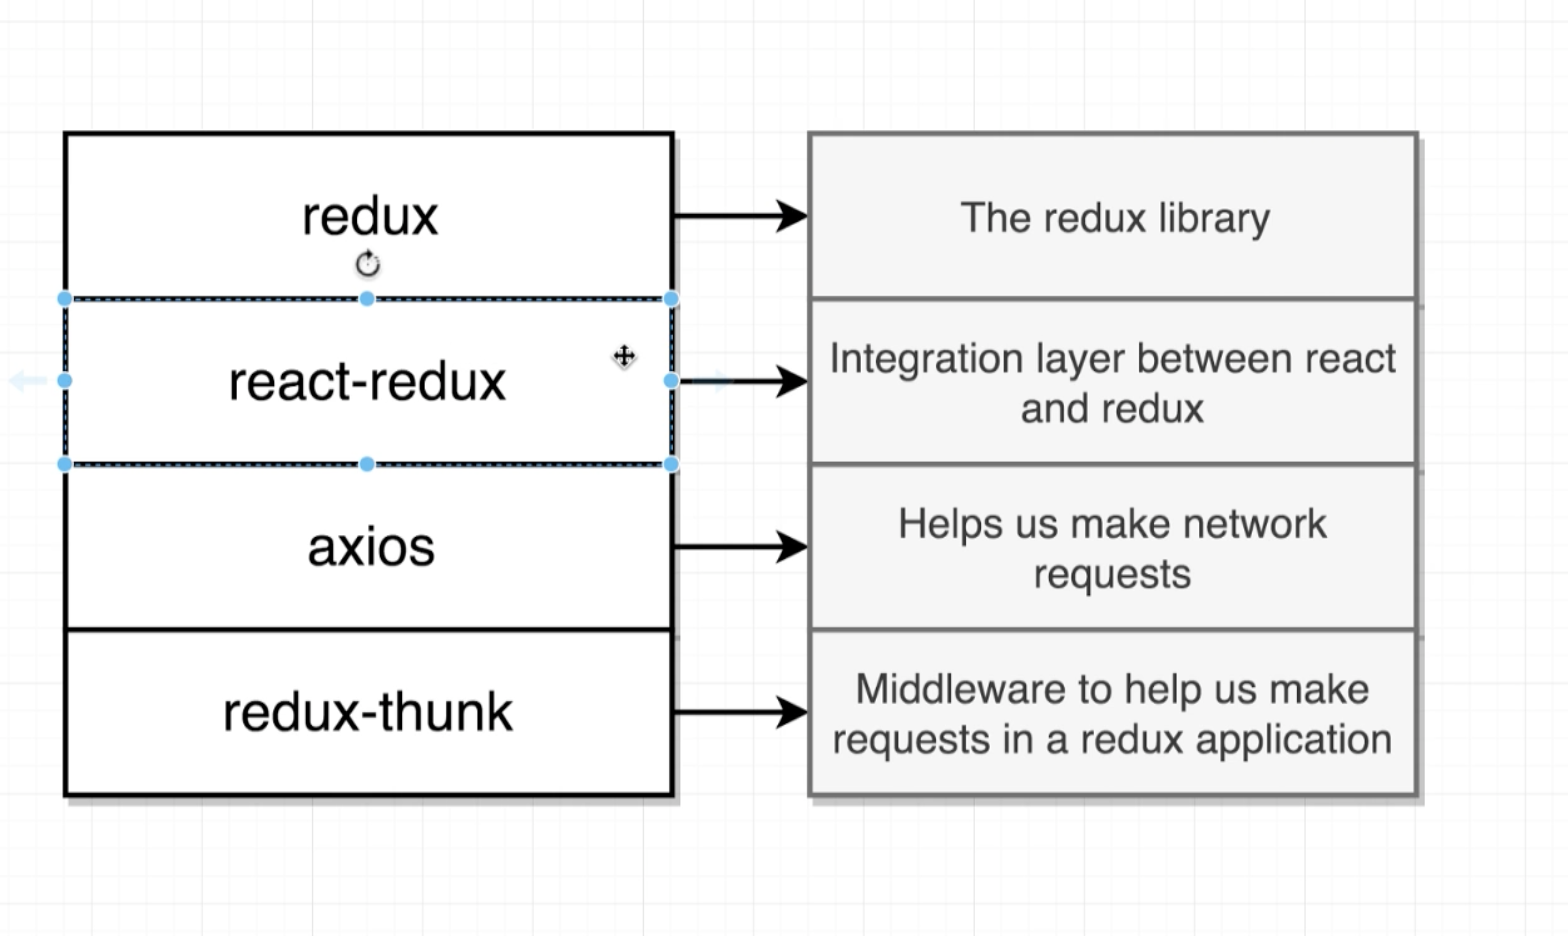 redux
The redux library
react-redux
Integration layer between react
and redux
axios
Helps us make network
requests
redux-thunk
Middleware to help us make
requests in a redux application